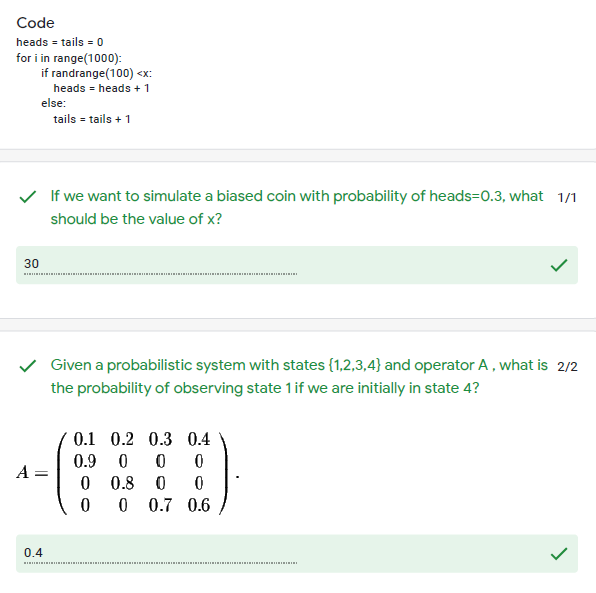 Code
heads = tails = 0
for i in range(1000):
if randrange(100) <x:
heads = heads + 1
else:
tails = tails + 1
If we want to simulate a biased coin with probability of heads=0.3, what 1/1
should be the value of x?
30
Given a probabilistic system with states {1,2,3,4} and operator A , what is 2/2
the probability of observing state 1 if we are initially in state 4?
0.1 0.2 0.3 0.4
0.9 0 0 0
A =
0 0.8 0 0
0 0 0.7 0.6
.
0.4